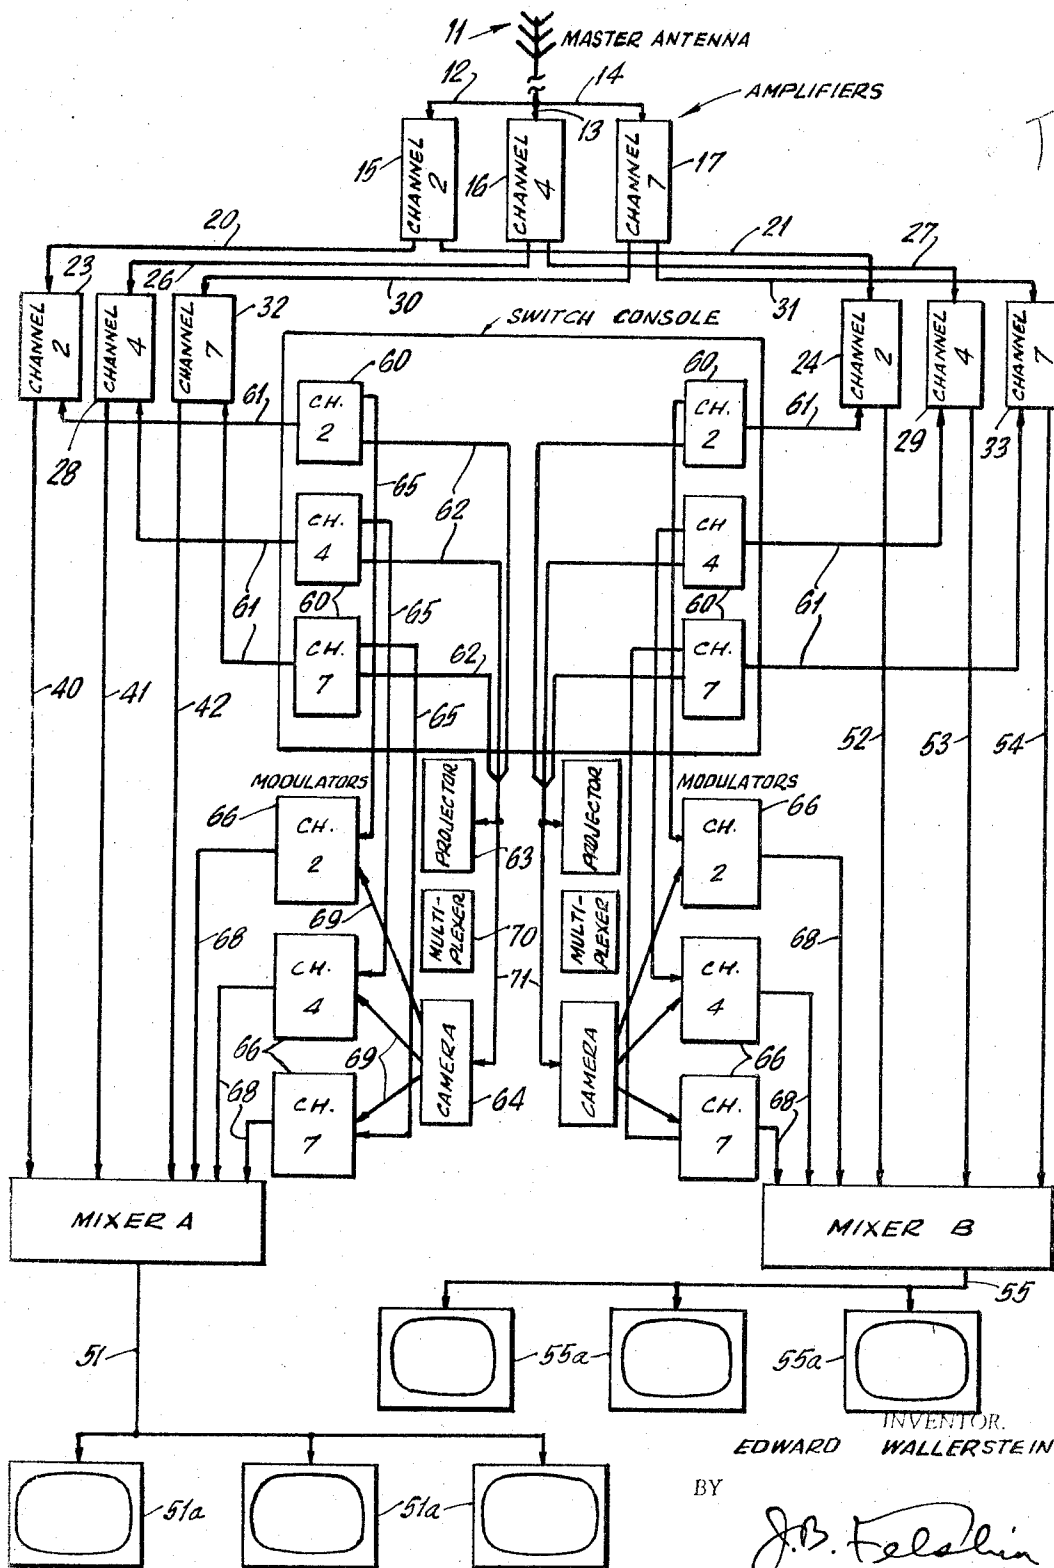 11
MASTER ANTENNA
12
14
13
AMPLIFIERS
15
CHANNEL 2
16
CHANNEL 4
CHANNEL 7
17
20
21
27
23
26
32
30
31
CHANNEL 2
CHANNEL 4
CHANNEL 7
SWITCH CONSOLE
24
CHANNEL 2
CHANNEL 4
CHANNEL 7
28
29
33
60
60
61
CH.
2
CH.
2
61
65
62
62
CH.
4
CH
4
61
60
65
60
61
61
CH.
7
62
CH.
7
65
40
41
42
52
53
54
MODULATORS
MODULATORS
66
CH.
2
PROJECTOR
63
PROJECTOR
CH.
2
66
69
MULTI-
PLEXER
70
MULTI-
PLEXER
68
68
CH.
4
71
CH.
4
66
69
CAMERA
64
CAMERA
66
68
CH.
7
CH.
7
68
MIXER A
MIXER B
55
51
55a
55a
INVENTOR.
EDWARD WALLERSTEIN
BY
51a
51a